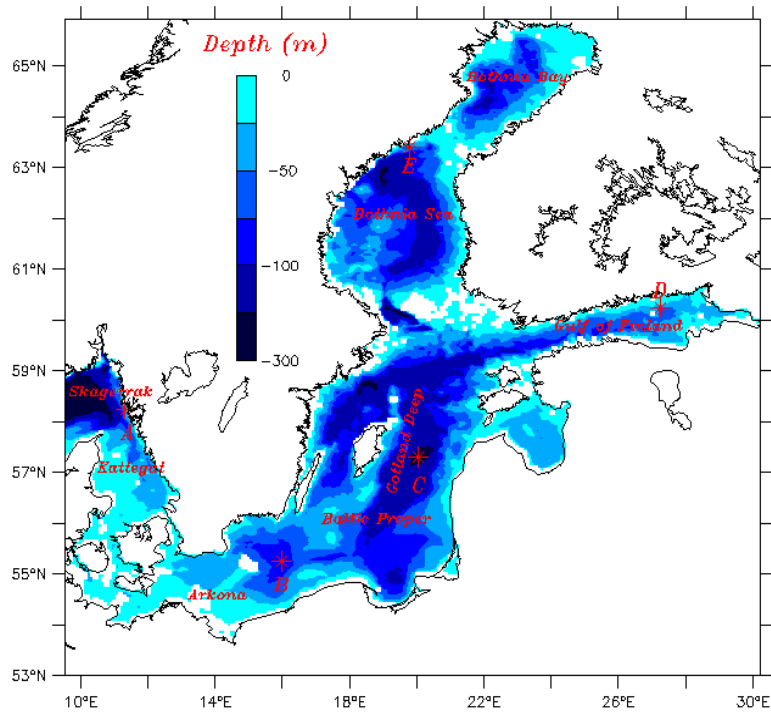 Depth (m)
65°N
63°N
61°N
59°N
57°N
55°N
53°N
0
−50
−100
−300
Bothnia Bay
E
Bothnia Sea
D
Gulf of Finland
Skagerrak
A
Kattegat
Gotland Deep
C
Baltic Proper
B
Arkona
10°E
14°E
18°E
22°E
26°E
30°E